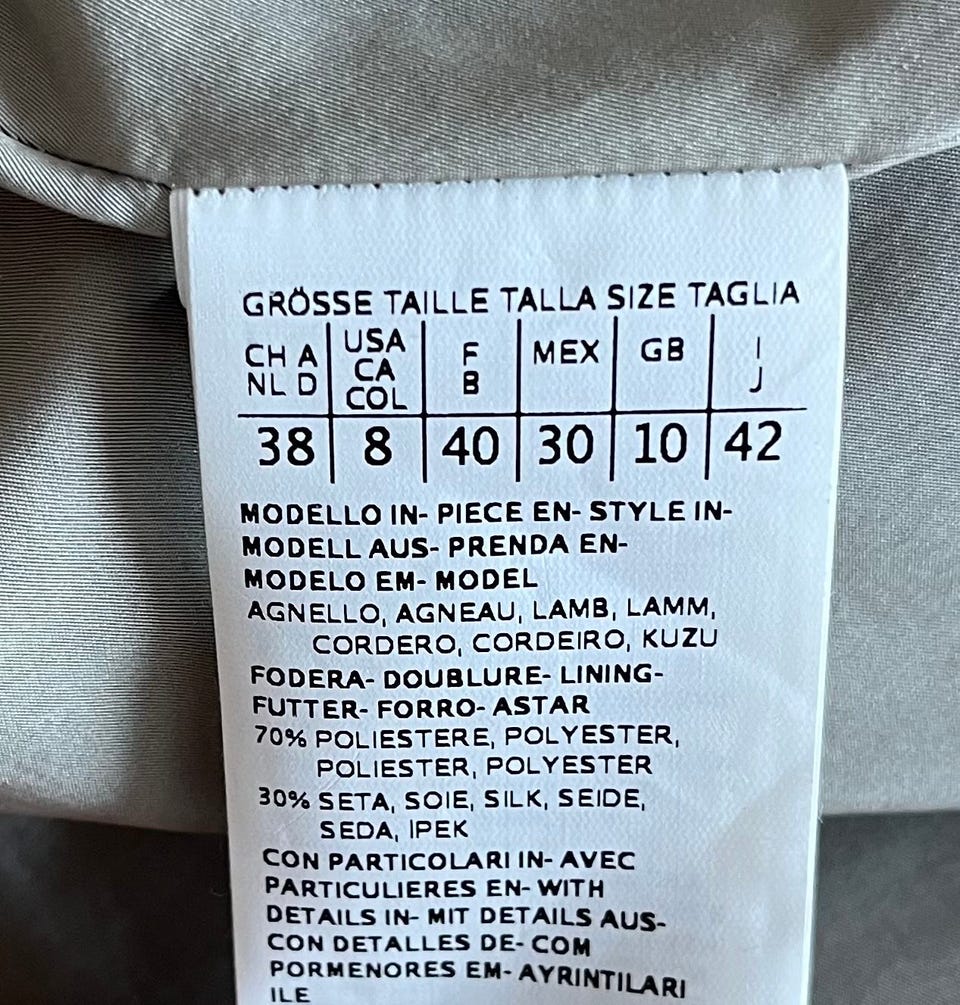 GRÖSSE TAILLE TALLA SIZE TAGLIA
CH A NL D | USA CA COL | F B | MEX | GB | I J
38 | 8 | 40 | 30 | 10 | 42
MODELLO IN- PIECE EN- STYLE IN-
MODELL AUS- PRENDA EN-
MODELO EM- MODEL
AGNELLO, AGNEAU, LAMB, LAMM,
CORDERO, CORDEIRO, KUZU
FODERA- DOUBLURE- LINING-
FUTTER- FORRO- ASTAR
70% POLIESTERE, POLYESTER,
POLIESTER, POLYESTER
30% SETA, SOIE, SILK, SEIDE,
SEDA, IPEK
CON PARTICOLARI IN- AVEC
PARTICULIERES EN- WITH
DETAILS IN- MIT DETAILS AUS-
CON DETALLES DE- COM
PORMENORES EM- AYRINTILARI
ILE